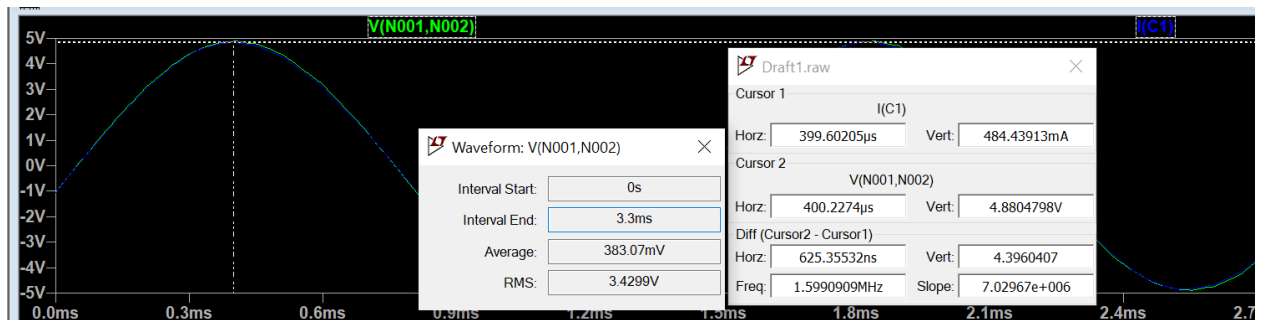 V(N001,N002)
I(C1)
5V
4V
3V
2V
1V
0V
-1V
-2V
-3V
-4V
-5V
0.0ms
0.3ms
0.6ms
0.9ms
1.2ms
1.5ms
1.8ms
2.1ms
2.4ms
2.7
Waveform: V(N001,N002)
Interval Start: 0s
Interval End: 3.3ms
Average: 383.07mV
RMS: 3.4299V
Draft1.raw
Cursor 1
I(C1)
Horz: 399.60205µs Vert: 484.43913mA
Cursor 2
V(N001,N002)
Horz: 400.2274µs Vert: 4.8804798V
Diff (Cursor2 - Cursor1)
Horz: 625.35532ns Vert: 4.3960407
Freq: 1.5990909MHz Slope: 7.02967e+006